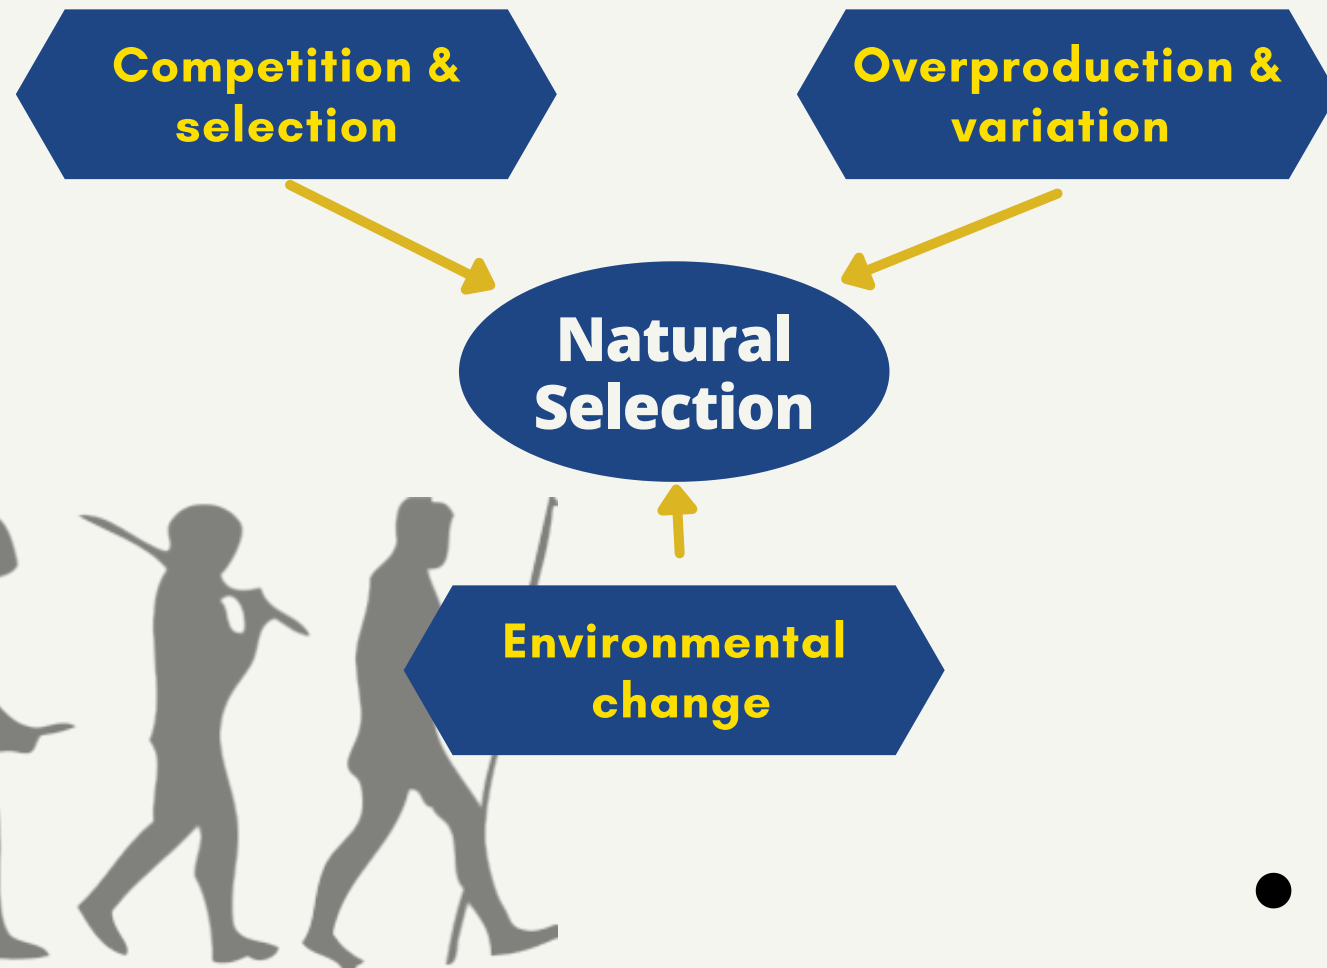 Competition &
selection
Overproduction &
variation
Natural
Selection
Environmental
change